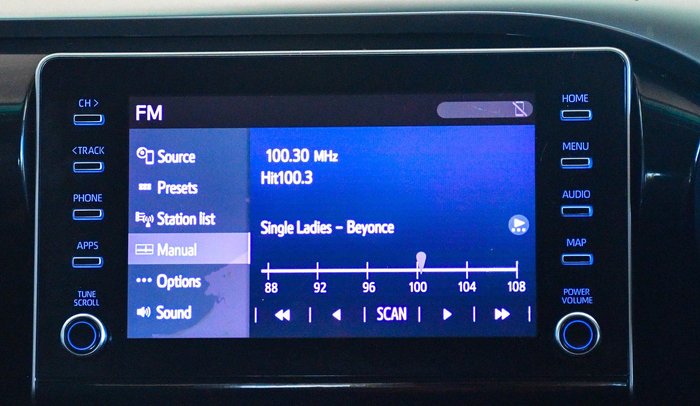 CH >
<TRACK
PHONE
APPS
TUNE
SCROLL
FM
Source
Presets
Station list
Manual
Options
Sound
100.30 MHz
Hit100.3
Single Ladies – Beyonce
88 92 96 100 104 108
SCAN
HOME
MENU
AUDIO
MAP
POWER
VOLUME